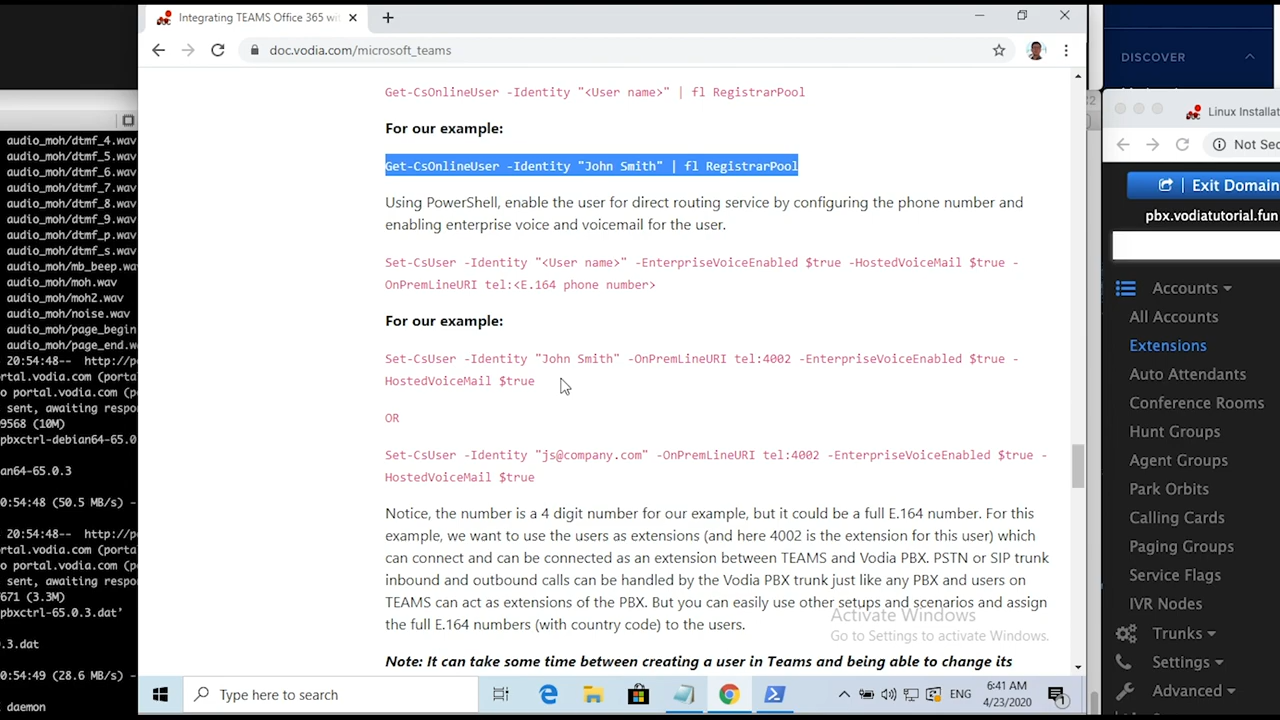 Integrating TEAMS Office 365 wit
doc.vodia.com/microsoft_teams
Get-CsOnlineUser -Identity "<User name>" | fl RegistrarPool
For our example:
Get-CsOnlineUser -Identity "John Smith" | fl RegistrarPool
Using PowerShell, enable the user for direct routing service by configuring the phone number and
enabling enterprise voice and voicemail for the user.
Set-CsUser -Identity "<User name>" -EnterpriseVoiceEnabled $true -HostedVoiceMail $true -
OnPremLineURI tel:<E.164 phone number>
For our example:
Set-CsUser -Identity "John Smith" -OnPremLineURI tel:4002 -EnterpriseVoiceEnabled $true -
HostedVoiceMail $true
OR
Set-CsUser -Identity "js@company.com" -OnPremLineURI tel:4002 -EnterpriseVoiceEnabled $true -
HostedVoiceMail $true
Notice, the number is a 4 digit number for our example, but it could be a full E.164 number. For this
example, we want to use the users as extensions (and here 4002 is the extension for this user) which
can connect and can be connected as an extension between TEAMS and Vodia PBX. PSTN or SIP trunk
inbound and outbound calls can be handled by the Vodia PBX trunk just like any PBX and users on
TEAMS can act as extensions of the PBX. But you can easily use other setups and scenarios and assign
the full E.164 numbers (with country code) to the users.
Note: It can take some time between creating a user in Teams and being able to change its
Activate Windows
Go to Settings to activate Windows.
Type here to search
ENG
6:41 AM
4/23/2020
1
audio_moh/dtmf_4.wav
audio_moh/dtmf_5.wav
audio_moh/dtmf_6.wav
audio_moh/dtmf_7.wav
audio_moh/dtmf_8.wav
audio_moh/dtmf_9.wav
audio_moh/dtmf_p.wav
audio_moh/dtmf_s.wav
audio_moh/mb_beep.wa
audio_moh/moh.wav
audio_moh/moh2.wav
audio_moh/noise.wav
audio_moh/page_begin
audio_moh/page_end.w
20:54:48-- http://p
rtal.vodia.com (porta
o portal.vodia.com (p
sent, awaiting respo
9568 (10M)
pbxctrl-debian64-65.0
an64-65.0.3
0:54:48 (50.5 MB/s) -
20:54:48-- http://p
rtal.vodia.com (porta
o portal.vodia.com (p
sent, awaiting respo
671 (3.3M)
pbxctrl-65.0.3.dat'
.3.dat
0:54:49 (28.6 MB/s) -
daemon
DISCOVER
Linux Installat
Not Sec
Exit Domain
pbx.vodiatutorial.fun
Accounts
All Accounts
Extensions
Auto Attendants
Conference Rooms
Hunt Groups
Agent Groups
Park Orbits
Calling Cards
Paging Groups
Service Flags
IVR Nodes
Trunks
Settings
Advanced